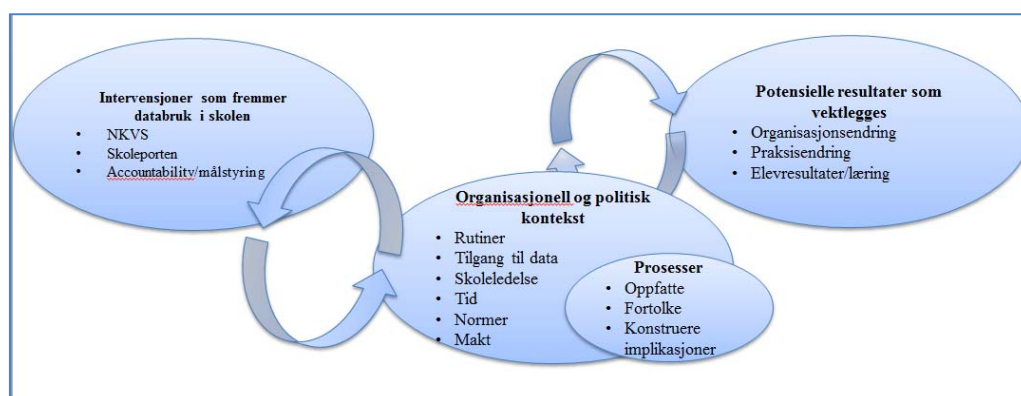 Intervensjoner som fremmer
databruk i skolen
• NKVS
• Skoleporten
• Accountability/målstyring
Organisasjonell og politisk
kontekst
• Rutiner
• Tilgang til data
• Skoleledelse
• Tid
• Normer
• Makt
Prosesser
• Oppfatte
• Fortolke
• Konstruere
implikasjoner
Potensielle resultater som
vektlegges
• Organisasjonsendring
• Praksisendring
• Elevresultater/læring